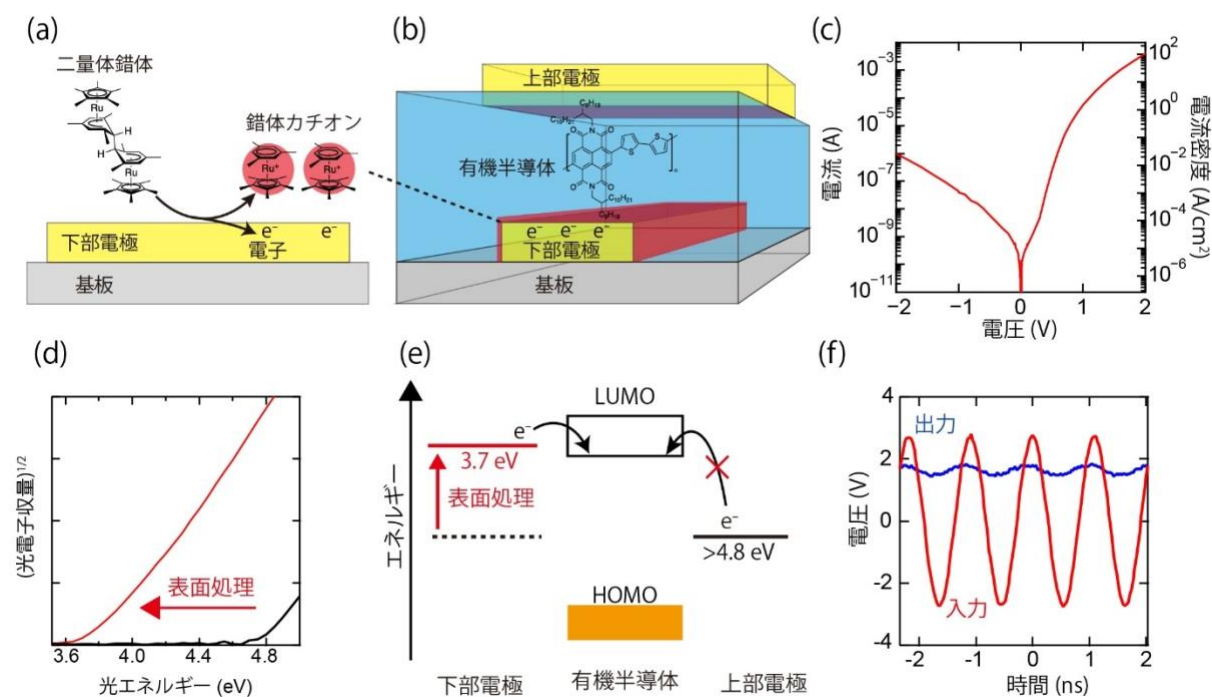 (a)
二量体錯体
Ru
H
H
Ru
錯体カチオン
Ru⁺
Ru⁺
下部電極
e⁻
電子
e⁻
基板
(b)
上部電極
C₈H₁₈
C₁₀H₂₁
O
N
O
S
S
有機半導体
n
O
N
O
C₁₀H₂₁
C₈H₁₈
e⁻ e⁻ e⁻
下部電極
基板
(c)
電流 (A)
10⁻³
10⁻⁵
10⁻⁷
10⁻⁹
10⁻¹¹
10²
10⁰
10⁻²
10⁻⁴
10⁻⁶
電流密度 (A/cm²)
−2 −1 0 1 2
電圧 (V)
(d)
(光電子収量)¹/²
表面処理
3.6 4.0 4.4 4.8
光エネルギー (eV)
(e)
エネルギー
LUMO
e⁻
3.7 eV
表面処理
e⁻
>4.8 eV
HOMO
下部電極 有機半導体 上部電極
(f)
電圧 (V)
4
2
0
-2
-4
出力
入力
-2 -1 0 1 2
時間 (ns)